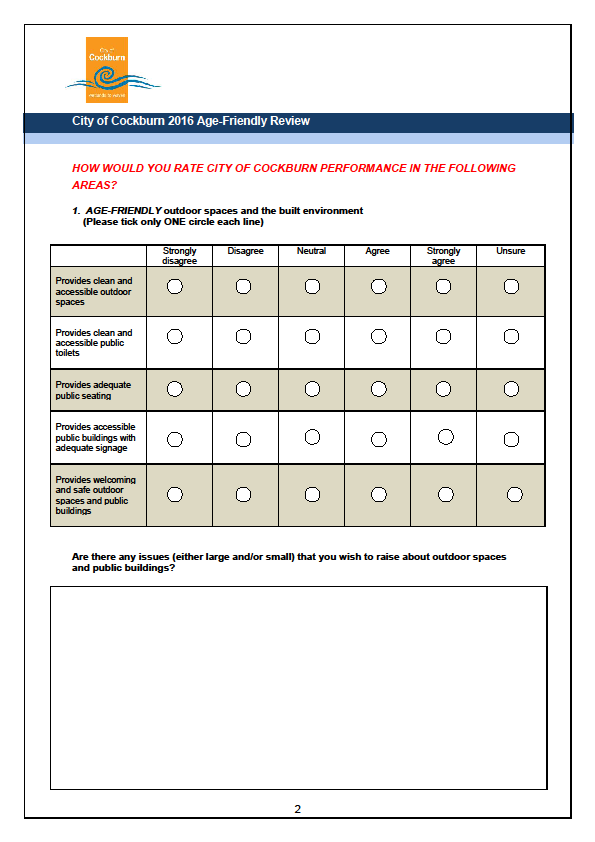 City of
Cockburn
City of Cockburn 2016 Age-Friendly Review
HOW WOULD YOU RATE CITY OF COCKBURN PERFORMANCE IN THE FOLLOWING
AREAS?
1. AGE-FRIENDLY outdoor spaces and the built environment
(Please tick only ONE circle each line)
Strongly disagree Disagree Neutral Agree Strongly agree Unsure
Provides clean and
accessible outdoor
spaces
Provides clean and
accessible public
toilets
Provides adequate
public seating
Provides accessible
public buildings with
adequate signage
Provides welcoming
and safe outdoor
spaces and public
buildings
Are there any issues (either large and/or small) that you wish to raise about outdoor spaces
and public buildings?
2